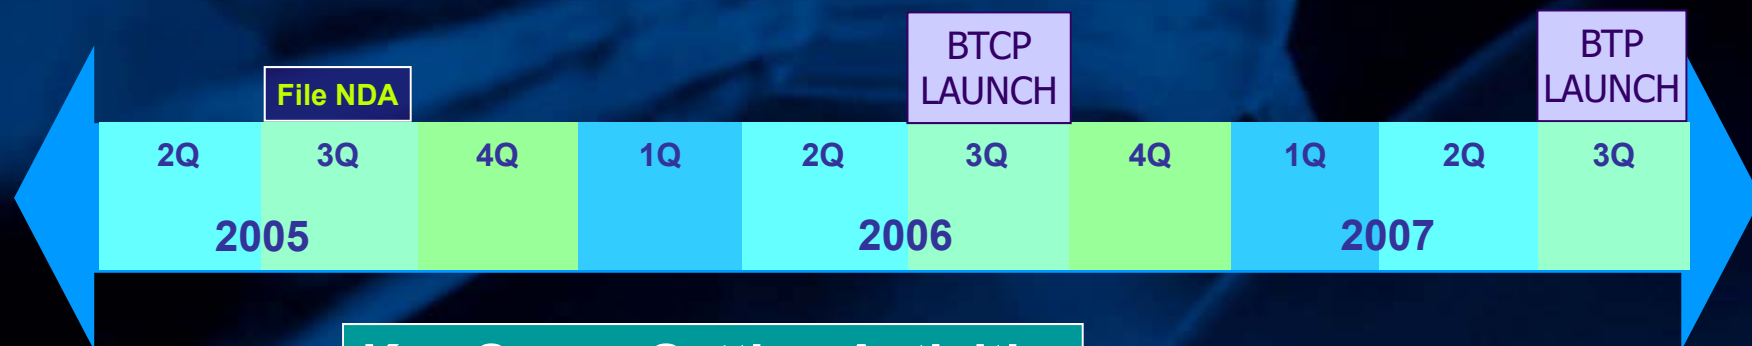 BTCP
LAUNCH
BTP
LAUNCH
File NDA
2Q 3Q 4Q 1Q 2Q 3Q 4Q 1Q 2Q 3Q
2005 2006 2007